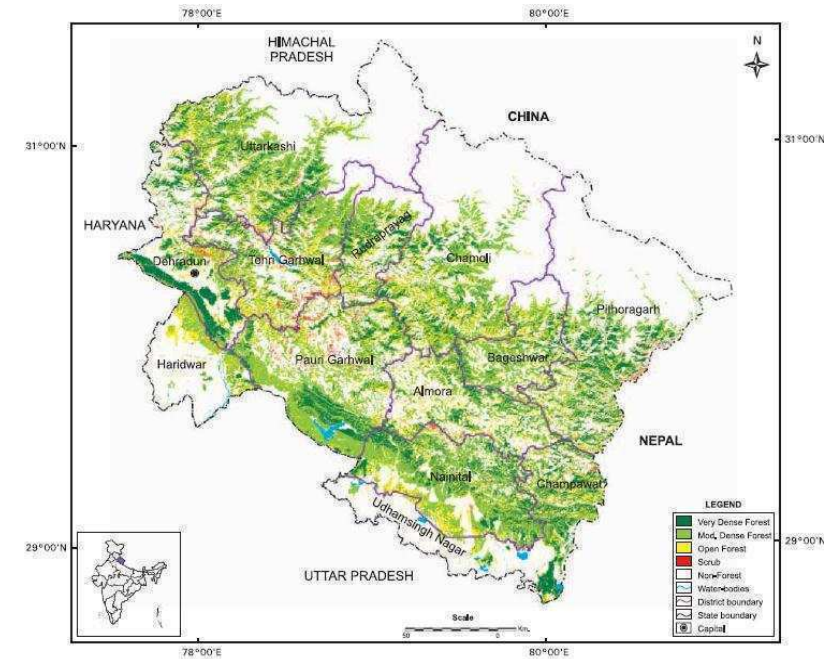 78°00'E
80°00'E
HIMACHAL
PRADESH
N
CHINA
31°00'N
31°00'N
Uttarkashi
HARYANA
Rudraprayag
Dehradun
Tehri Garhwal
Chamoli
Pithoragarh
Haridwar
Pauri Garhwal
Bageshwar
Almora
NEPAL
Nainital
Champawat
Udhamsingh Nagar
29°00'N
29°00'N
UTTAR PRADESH
LEGEND
Very Dense Forest
Mod. Dense Forest
Open Forest
Scrub
Non-Forest
Water-bodies
District boundary
State boundary
Capital
Scale
50 0 Km.
78°00'E
80°00'E